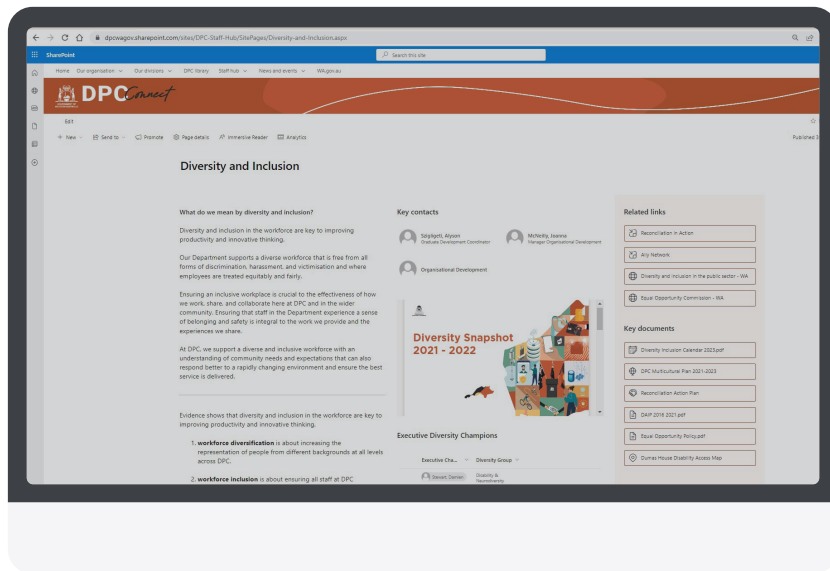 dpcwagov.sharepoint.com/sites/DPC-Staff-Hub/SitePages/Diversity-and-Inclusion.aspx
SharePoint
Search this site
Home Our organisation Our divisions DPC library Staff hub News and events WA.gov.au
DPC Connect
Edit
+ New Send to Promote Page details Immersive Reader Analytics
Published 3
Diversity and Inclusion
What do we mean by diversity and inclusion?
Diversity and inclusion in the workforce are key to improving
productivity and innovative thinking.
Our Department supports a diverse workforce that is free from all
forms of discrimination, harassment, and victimisation and where
employees are treated equitably and fairly.
Ensuring an inclusive workplace is crucial to the effectiveness of how
we work, share, and collaborate here at DPC and in the wider
community. Ensuring that staff in the Department experience a sense
of belonging and safety is integral to the work we provide and the
experiences we share.
At DPC, we support a diverse and inclusive workforce with an
understanding of community needs and expectations that can also
respond better to a rapidly changing environment and ensure the best
service is delivered.
Evidence shows that diversity and inclusion in the workforce are key to
improving productivity and innovative thinking.
1. workforce diversification is about increasing the
representation of people from different backgrounds at all levels
across DPC.
2. workforce inclusion is about ensuring all staff at DPC
Key contacts
Szigligeti, Alyson
Graduate Development Coordinator
McNeilly, Joanna
Manager Organisational Development
Organisational Development
Diversity Snapshot
2021 - 2022
Executive Diversity Champions
Executive Cha... Diversity Group
Stewart, Damien
Disability &
Neurodiversity
Related links
Reconciliation in Action
Ally Network
Diversity and inclusion in the public sector - WA
Equal Opportunity Commission - WA
Key documents
Diversity Inclusion Calendar 2023.pdf
DPC Multicultural Plan 2021-2023
Reconciliation Action Plan
DAIP 2016 2021.pdf
Equal Opportunity Policy.pdf
Dumas House Disability Access Map